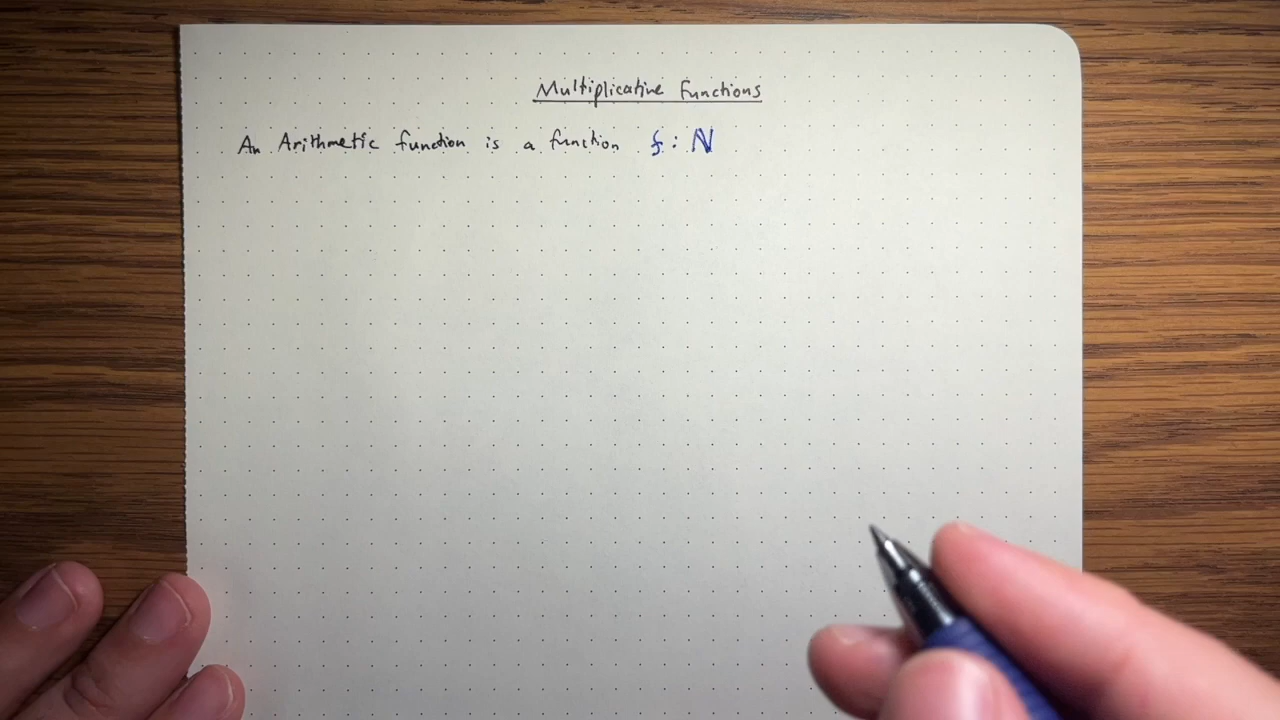 Multiplicative Functions
An Arithmetic function is a function f : ℕ